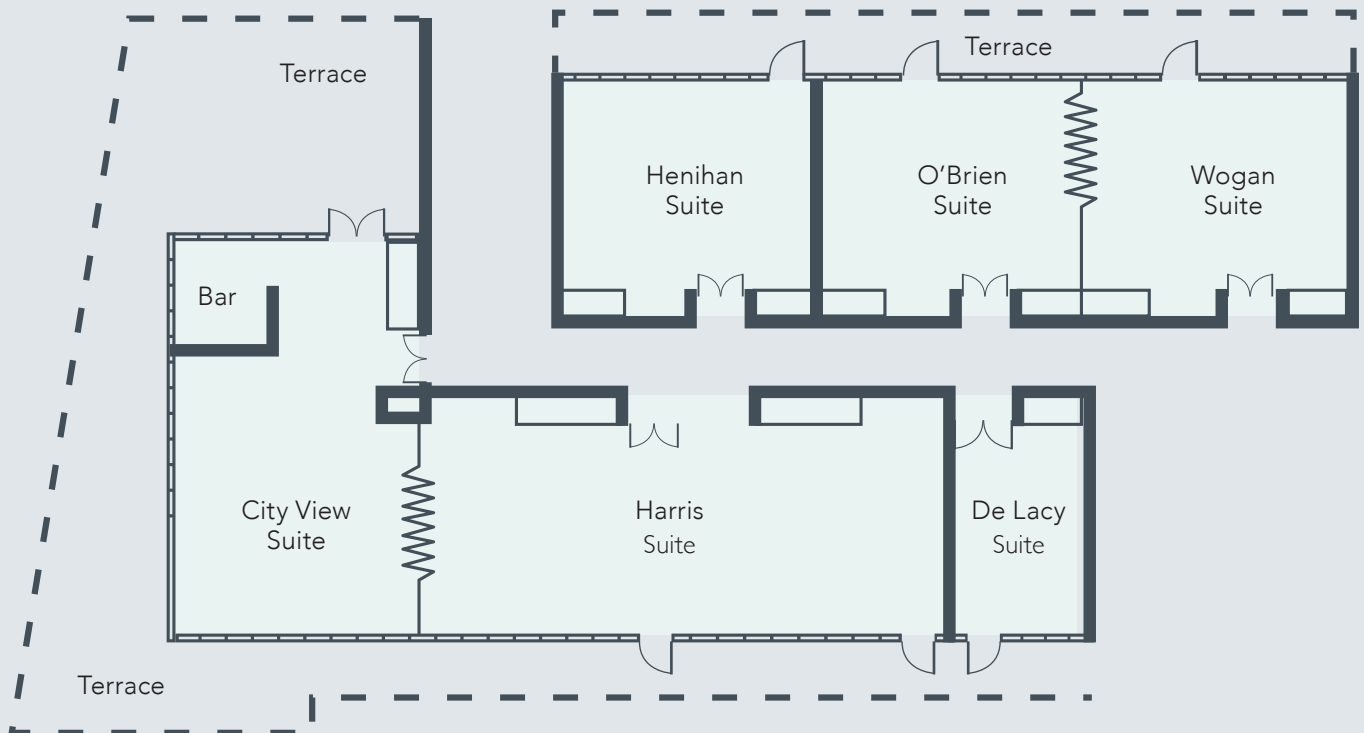 Terrace
Terrace
Henihan
Suite
O’Brien
Suite
Wogan
Suite
Bar
City View
Suite
Harris
Suite
De Lacy
Suite
Terrace